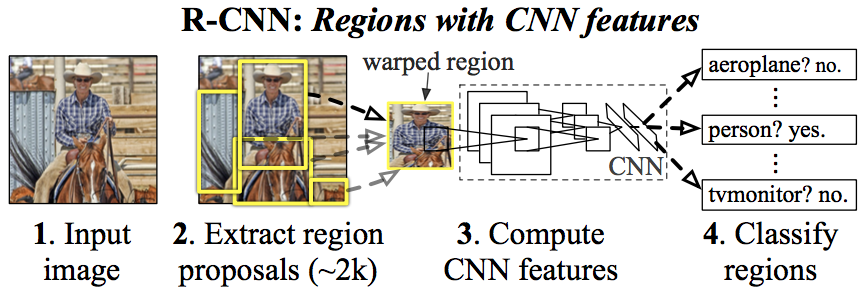 R-CNN: Regions with CNN features
warped region
aeroplane? no.
person? yes.
tvmonitor? no.
CNN
1. Input
image
2. Extract region
proposals (~2k)
3. Compute
CNN features
4. Classify
regions